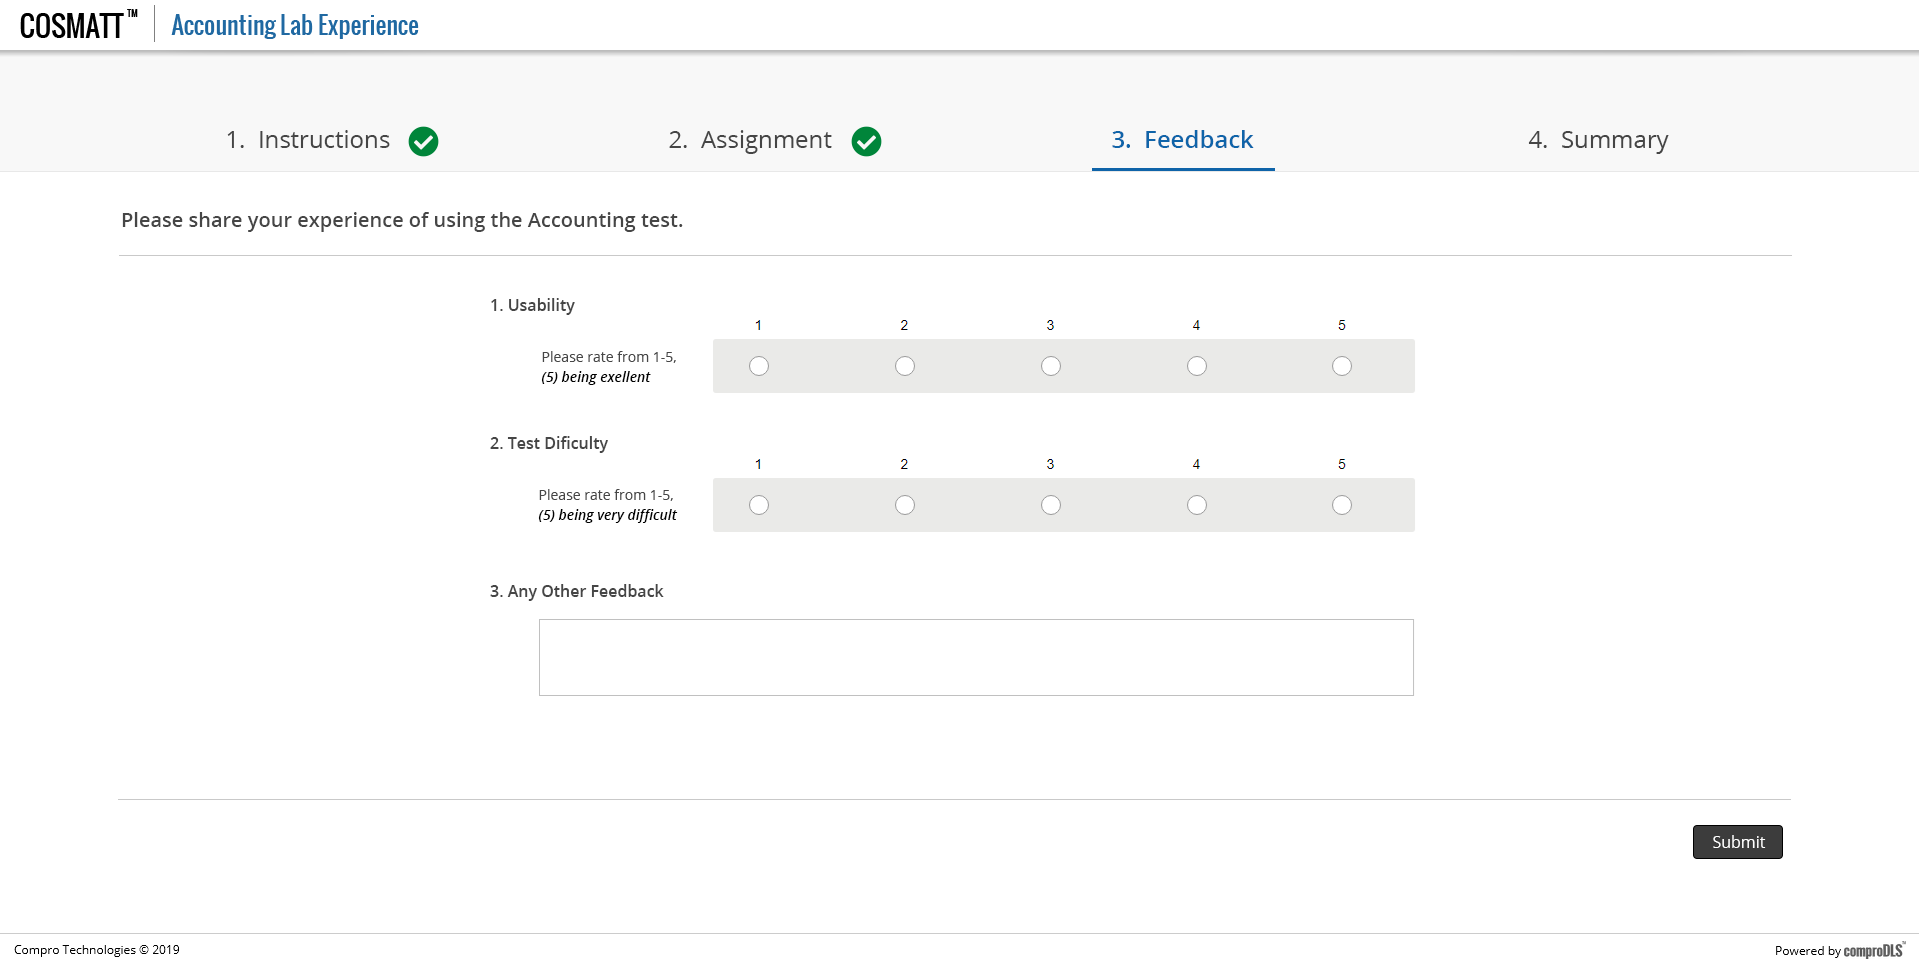 COSMATT™ Accounting Lab Experience
1. Instructions 2. Assignment 3. Feedback 4. Summary
Please share your experience of using the Accounting test.
1. Usability
1 2 3 4 5
Please rate from 1-5,
(5) being exellent
2. Test Dificulty
1 2 3 4 5
Please rate from 1-5,
(5) being very difficult
3. Any Other Feedback
Submit
Compro Technologies © 2019 Powered by comproDLS™